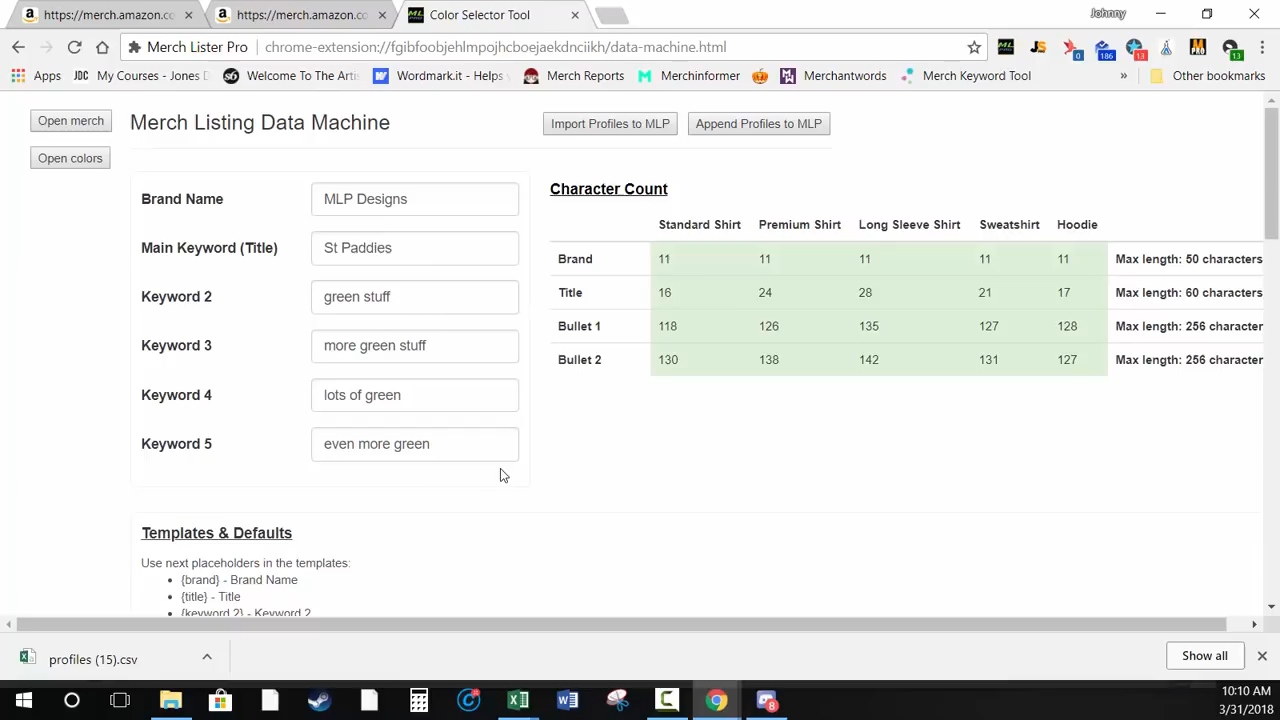 https://merch.amazon.co
https://merch.amazon.co
Color Selector Tool
Johnny
Merch Lister Pro
chrome-extension://fgibfoobjehlmpojhcboejaekdnciikh/data-machine.html
0
186
13
13
Apps
My Courses - Jones D
Welcome To The Arti
Wordmark.it - Helps y
Merch Reports
Merchinformer
Merchantwords
Merch Keyword Tool
»
Other bookmarks
Open merch
Merch Listing Data Machine
Import Profiles to MLP
Append Profiles to MLP
Open colors
Brand Name
MLP Designs
Main Keyword (Title)
St Paddies
Keyword 2
green stuff
Keyword 3
more green stuff
Keyword 4
lots of green
Keyword 5
even more green
Character Count
Standard Shirt Premium Shirt Long Sleeve Shirt Sweatshirt Hoodie
Brand 11 11 11 11 11 Max length: 50 characters
Title 16 24 28 21 17 Max length: 60 characters
Bullet 1 118 126 135 127 128 Max length: 256 character
Bullet 2 130 138 142 131 127 Max length: 256 character
Templates & Defaults
Use next placeholders in the templates:
• {brand} - Brand Name
• {title} - Title
• {keyword 2} - Keyword 2
profiles (15).csv
Show all
10:10 AM
3/31/2018